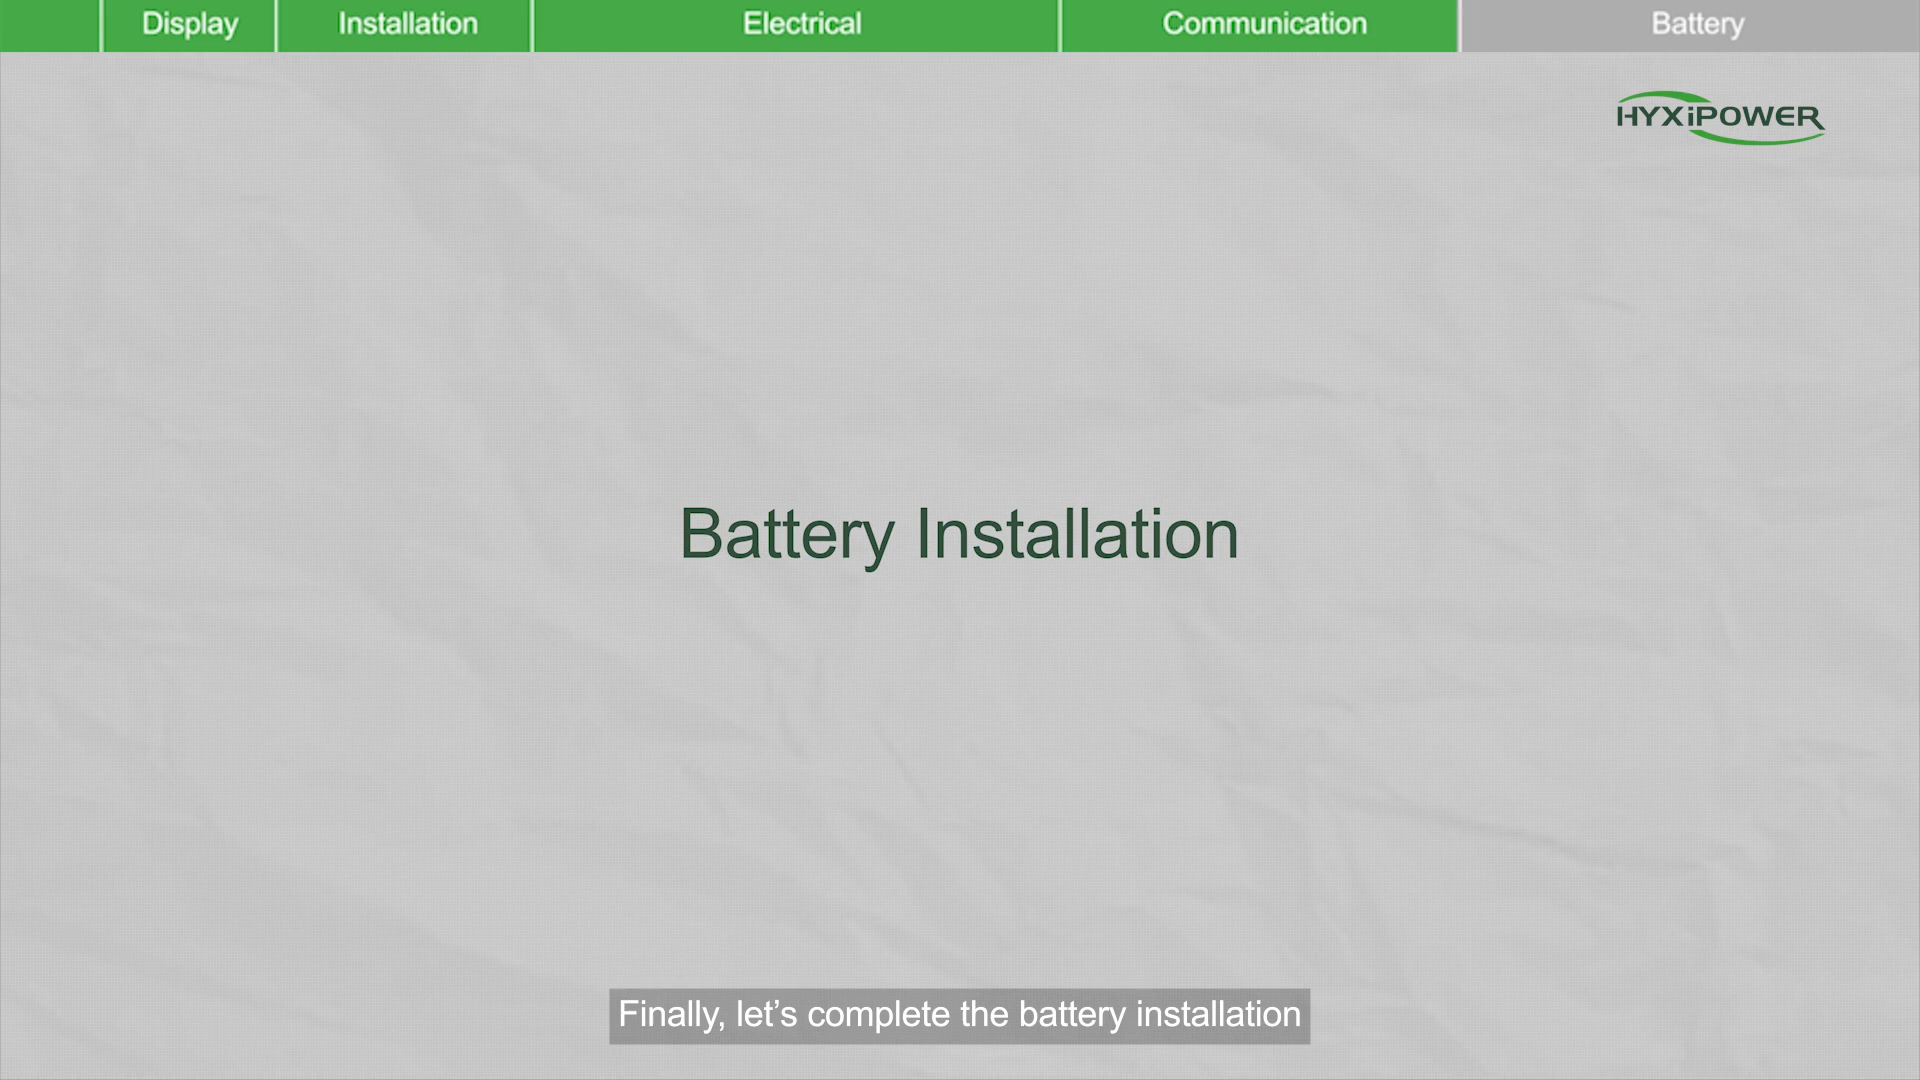 Display
Installation
Electrical
Communication
Battery
HYXiPOWER
Battery Installation
Finally, let’s complete the battery installation